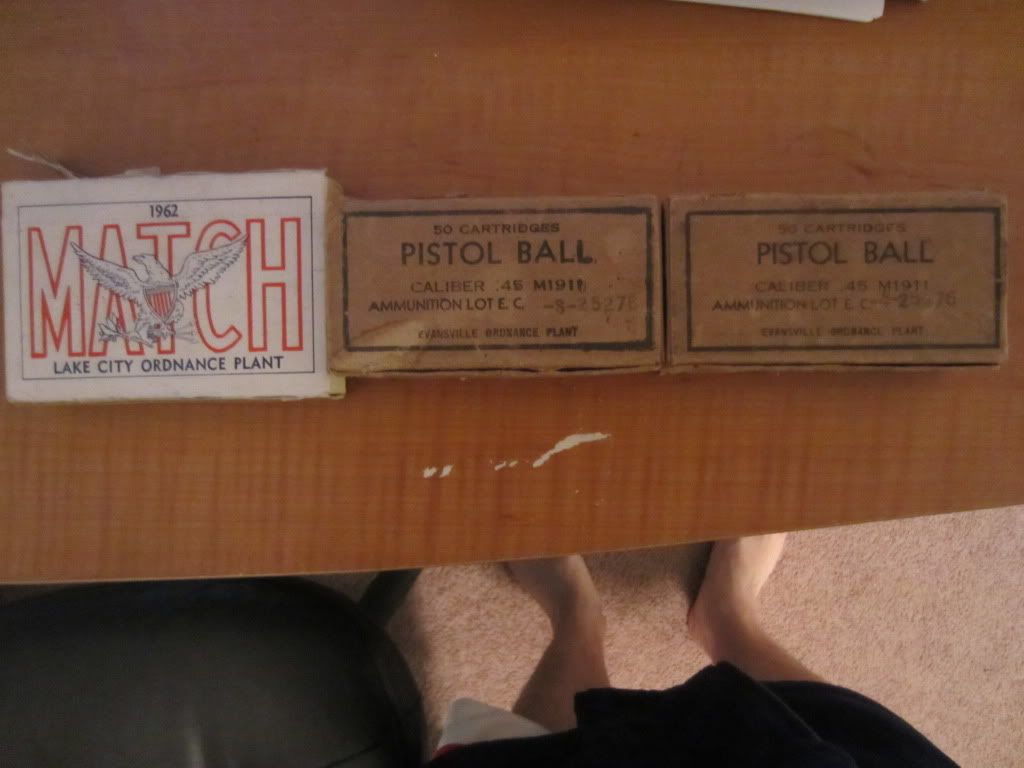 1962
MATCH
LAKE CITY ORDNANCE PLANT
50 CARTRIDGES
PISTOL BALL
CALIBER .45 M1911
AMMUNITION LOT E. C.
EVANSVILLE ORDNANCE PLANT
50 CARTRIDGES
PISTOL BALL
CALIBER .45 M1911
AMMUNITION LOT E. C.
EVANSVILLE ORDNANCE PLANT